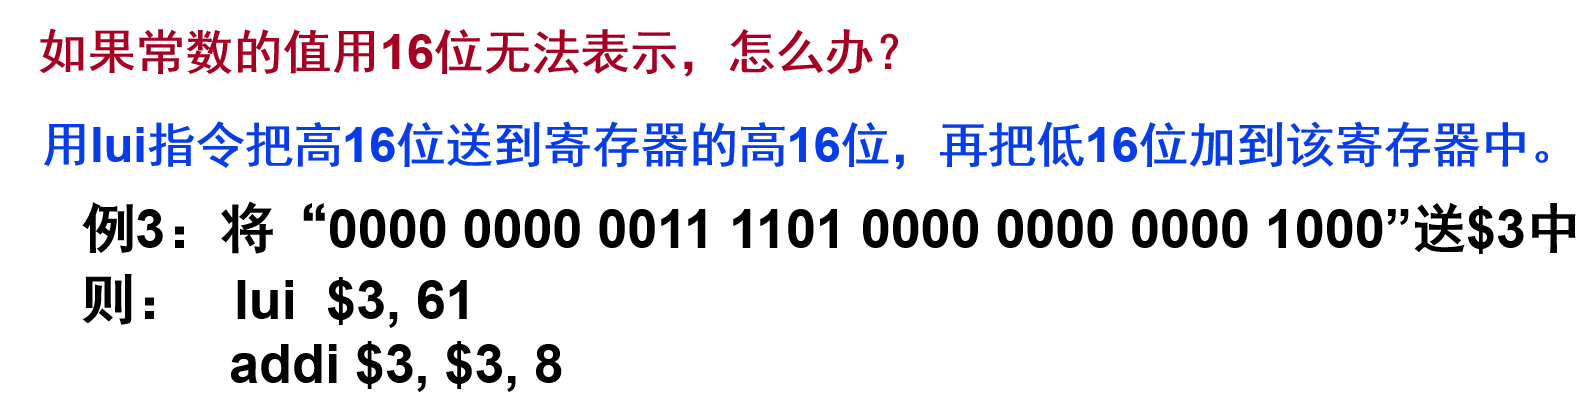 如果常数的值用16位无法表示，怎么办？
用lui指令把高16位送到寄存器的高16位，再把低16位加到该寄存器中。
例3：将“0000 0000 0011 1101 0000 0000 0000 1000”送$3中
则： lui $3, 61
addi $3, $3, 8